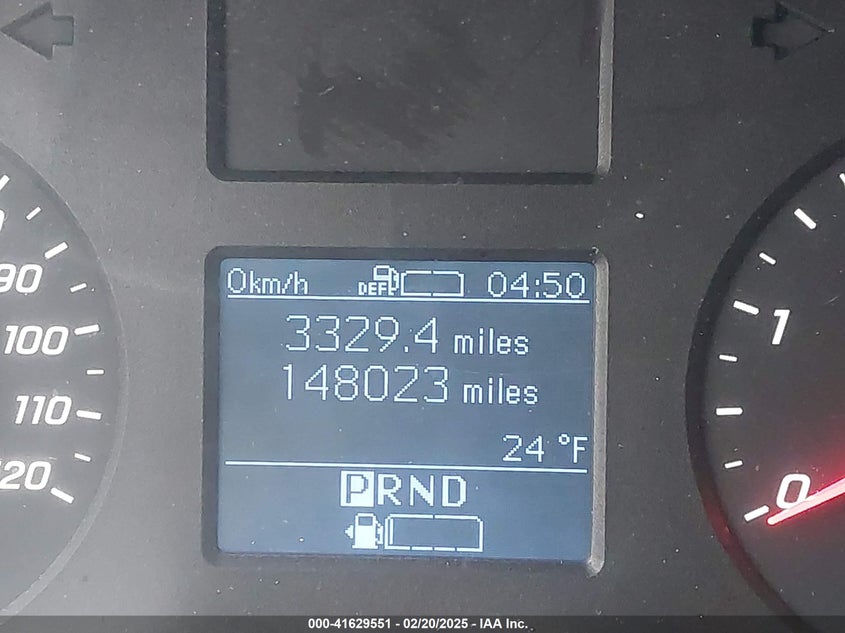 0km/h DEF 04:50
3329.4 miles
148023 miles
24 °F
PRND
90
100
110
1
0
000-41629551 - 02/20/2025 - IAA Inc.